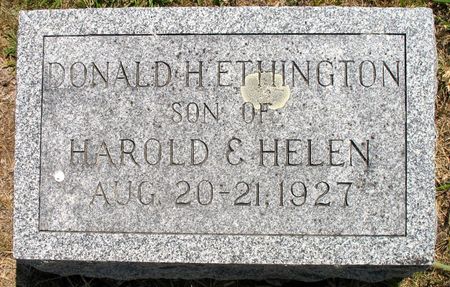 DONALD H. ETHINGTON
SON OF
HAROLD & HELEN
AUG. 20-21, 1927